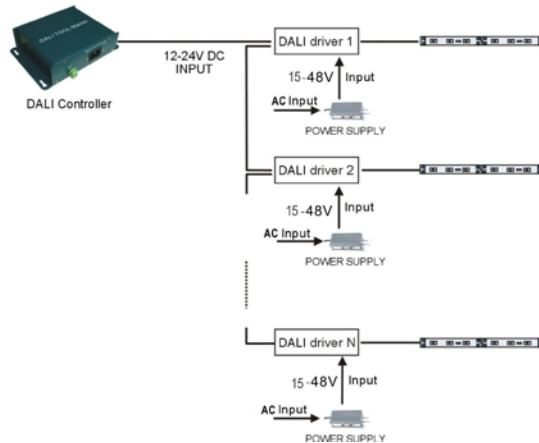 DALI driver 1
12-24V DC
INPUT
DALI Controller
15-48V Input
AC Input
POWER SUPPLY
DALI driver 2
15-48V Input
AC Input
POWER SUPPLY
DALI driver N
15-48V Input
AC Input
POWER SUPPLY